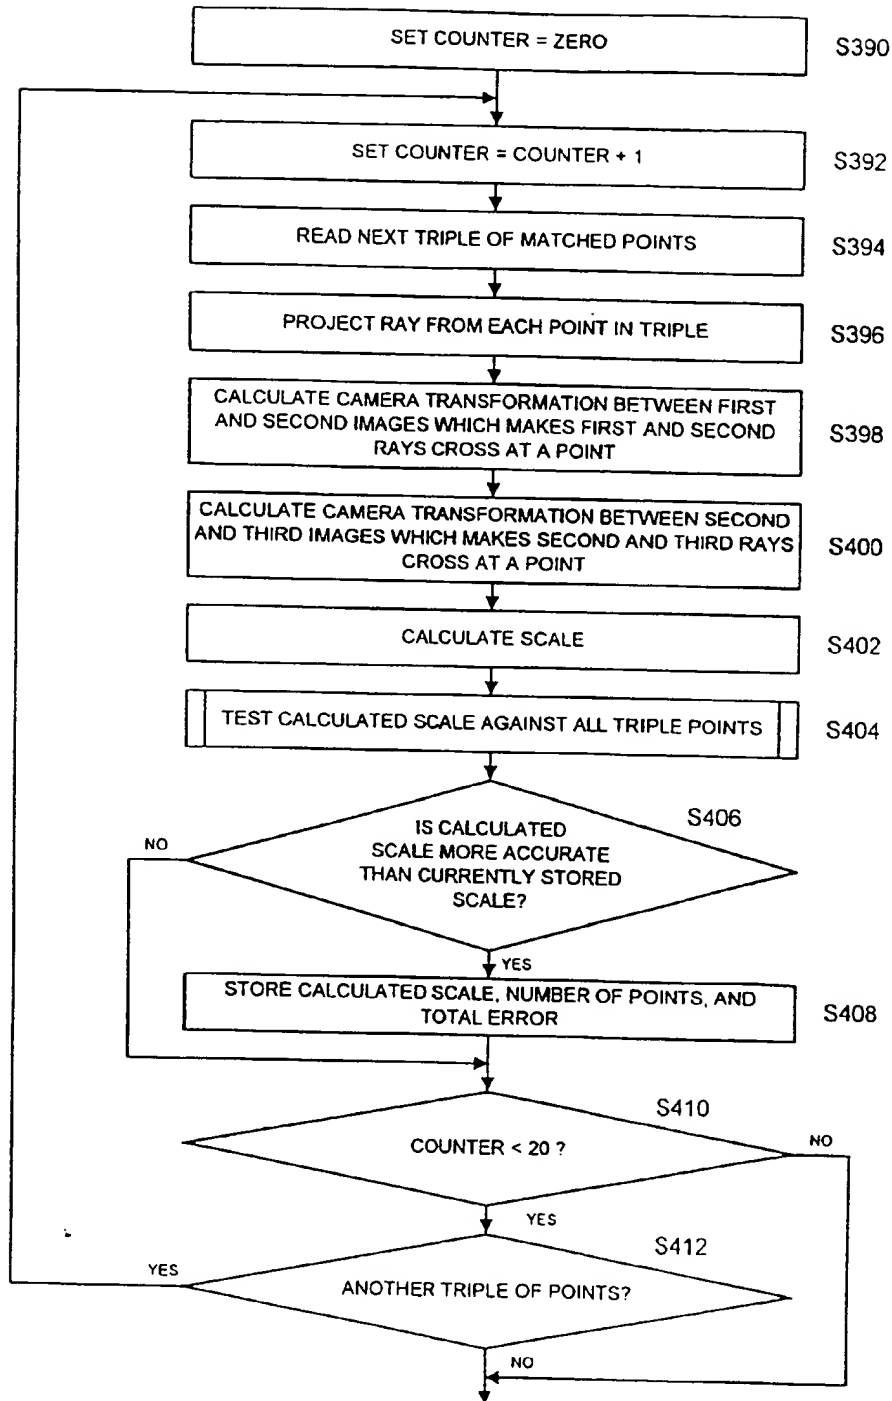 SET COUNTER = ZERO
S390
SET COUNTER = COUNTER + 1
S392
READ NEXT TRIPLE OF MATCHED POINTS
S394
PROJECT RAY FROM EACH POINT IN TRIPLE
S396
CALCULATE CAMERA TRANSFORMATION BETWEEN FIRST
AND SECOND IMAGES WHICH MAKES FIRST AND SECOND
RAYS CROSS AT A POINT
S398
CALCULATE CAMERA TRANSFORMATION BETWEEN SECOND
AND THIRD IMAGES WHICH MAKES SECOND AND THIRD RAYS
CROSS AT A POINT
S400
CALCULATE SCALE
S402
TEST CALCULATED SCALE AGAINST ALL TRIPLE POINTS
S404
S406
NO
IS CALCULATED
SCALE MORE ACCURATE
THAN CURRENTLY STORED
SCALE?
YES
STORE CALCULATED SCALE, NUMBER OF POINTS, AND
TOTAL ERROR
S408
S410
COUNTER < 20 ?
NO
YES
S412
YES
ANOTHER TRIPLE OF POINTS?
NO